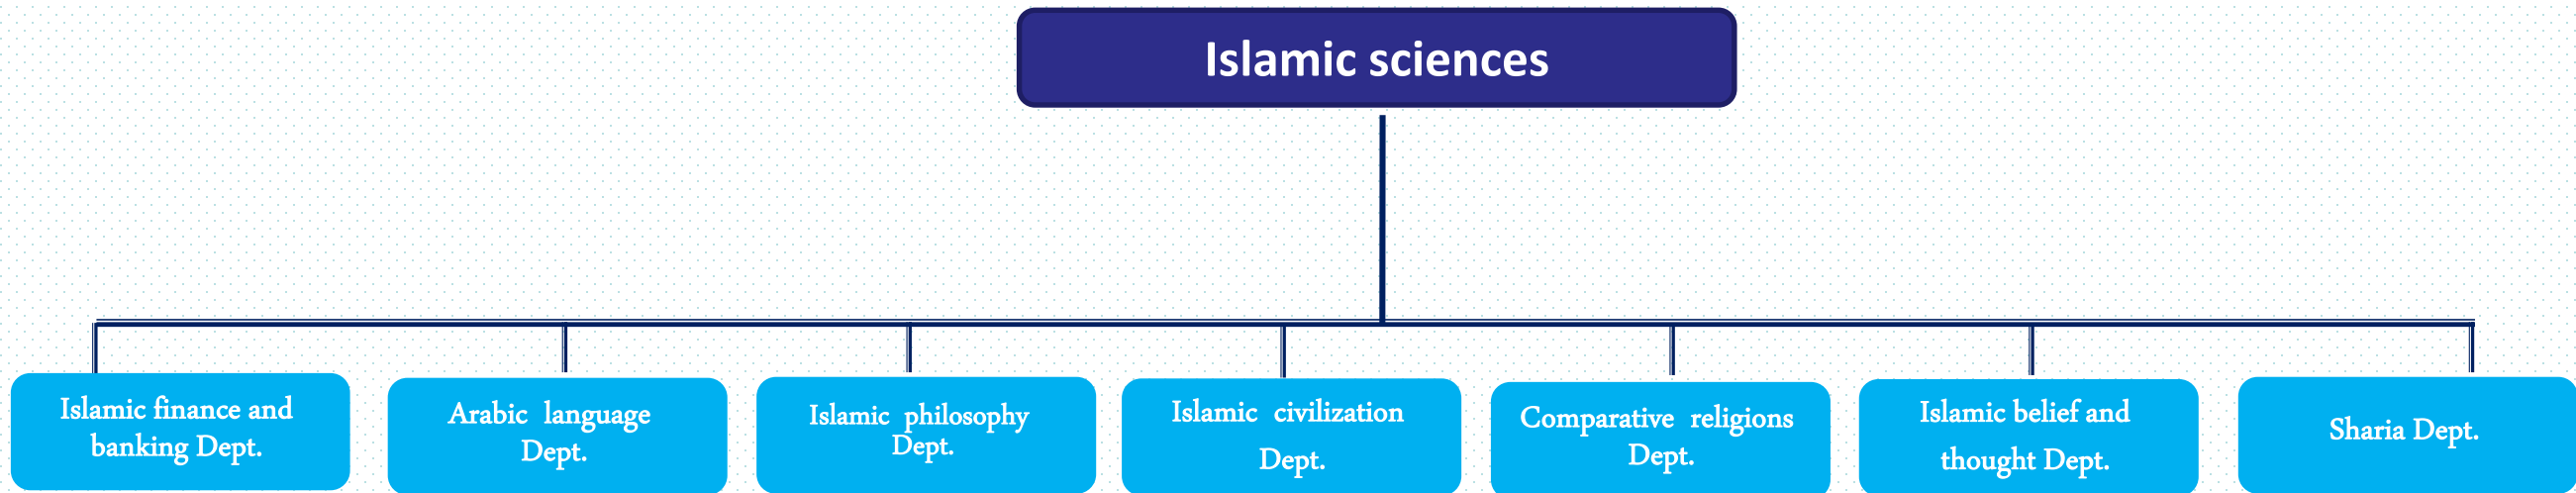 Islamic sciences
Islamic finance and
banking Dept.
Arabic language
Dept.
Islamic philosophy
Dept.
Islamic civilization
Dept.
Comparative religions
Dept.
Islamic belief and
thought Dept.
Sharia Dept.